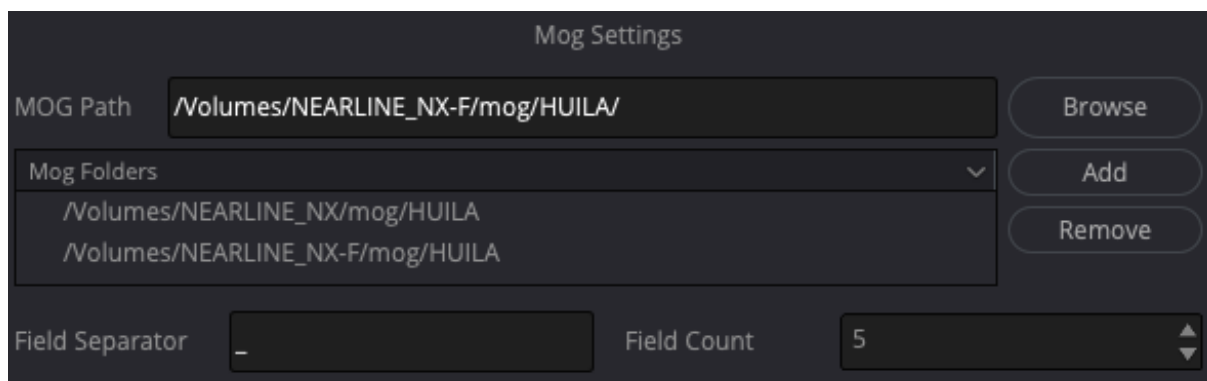 Mog Settings
MOG Path /Volumes/NEARLINE_NX-F/mog/HUILA/ Browse
Mog Folders Add
/Volumes/NEARLINE_NX/mog/HUILA Remove
/Volumes/NEARLINE_NX-F/mog/HUILA
Field Separator _ Field Count 5